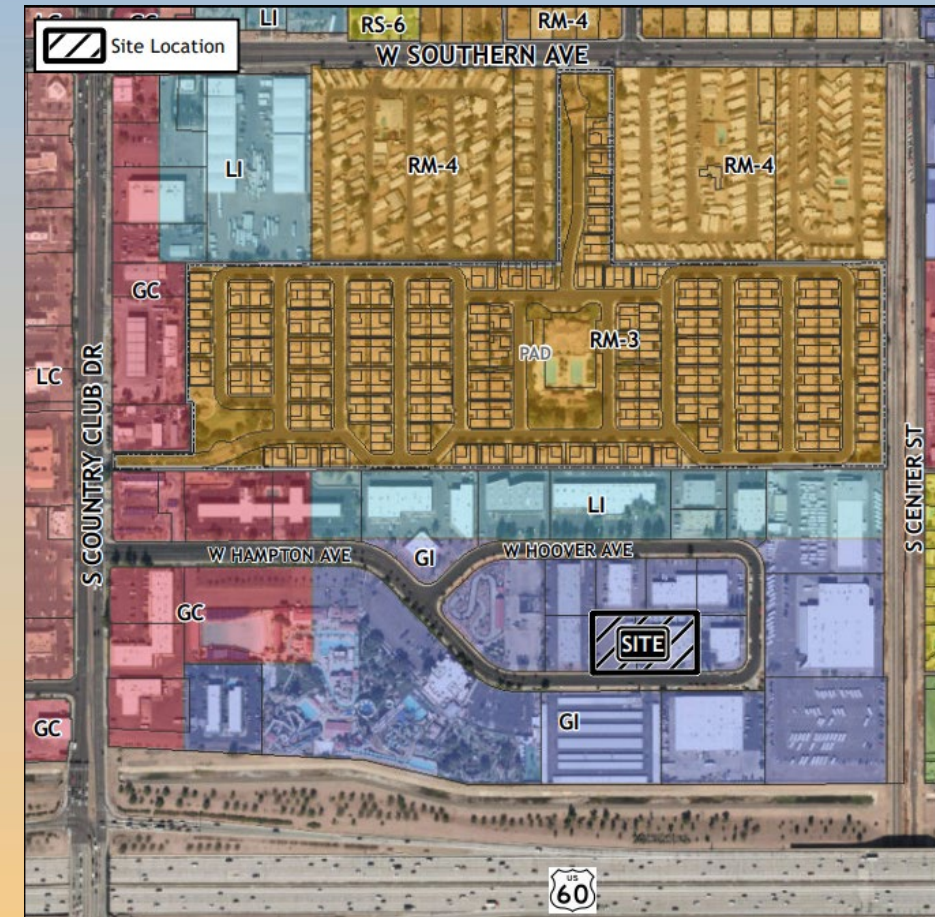 LI
RS-6
RM-4
Site Location
W SOUTHERN AVE
LI
RM-4
RM-4
GC
LC
S COUNTRY CLUB DR
PAD
RM-3
S CENTER ST
LI
W HAMPTON AVE
GI
W HOOVER AVE
GC
SITE
GC
GI
US
60